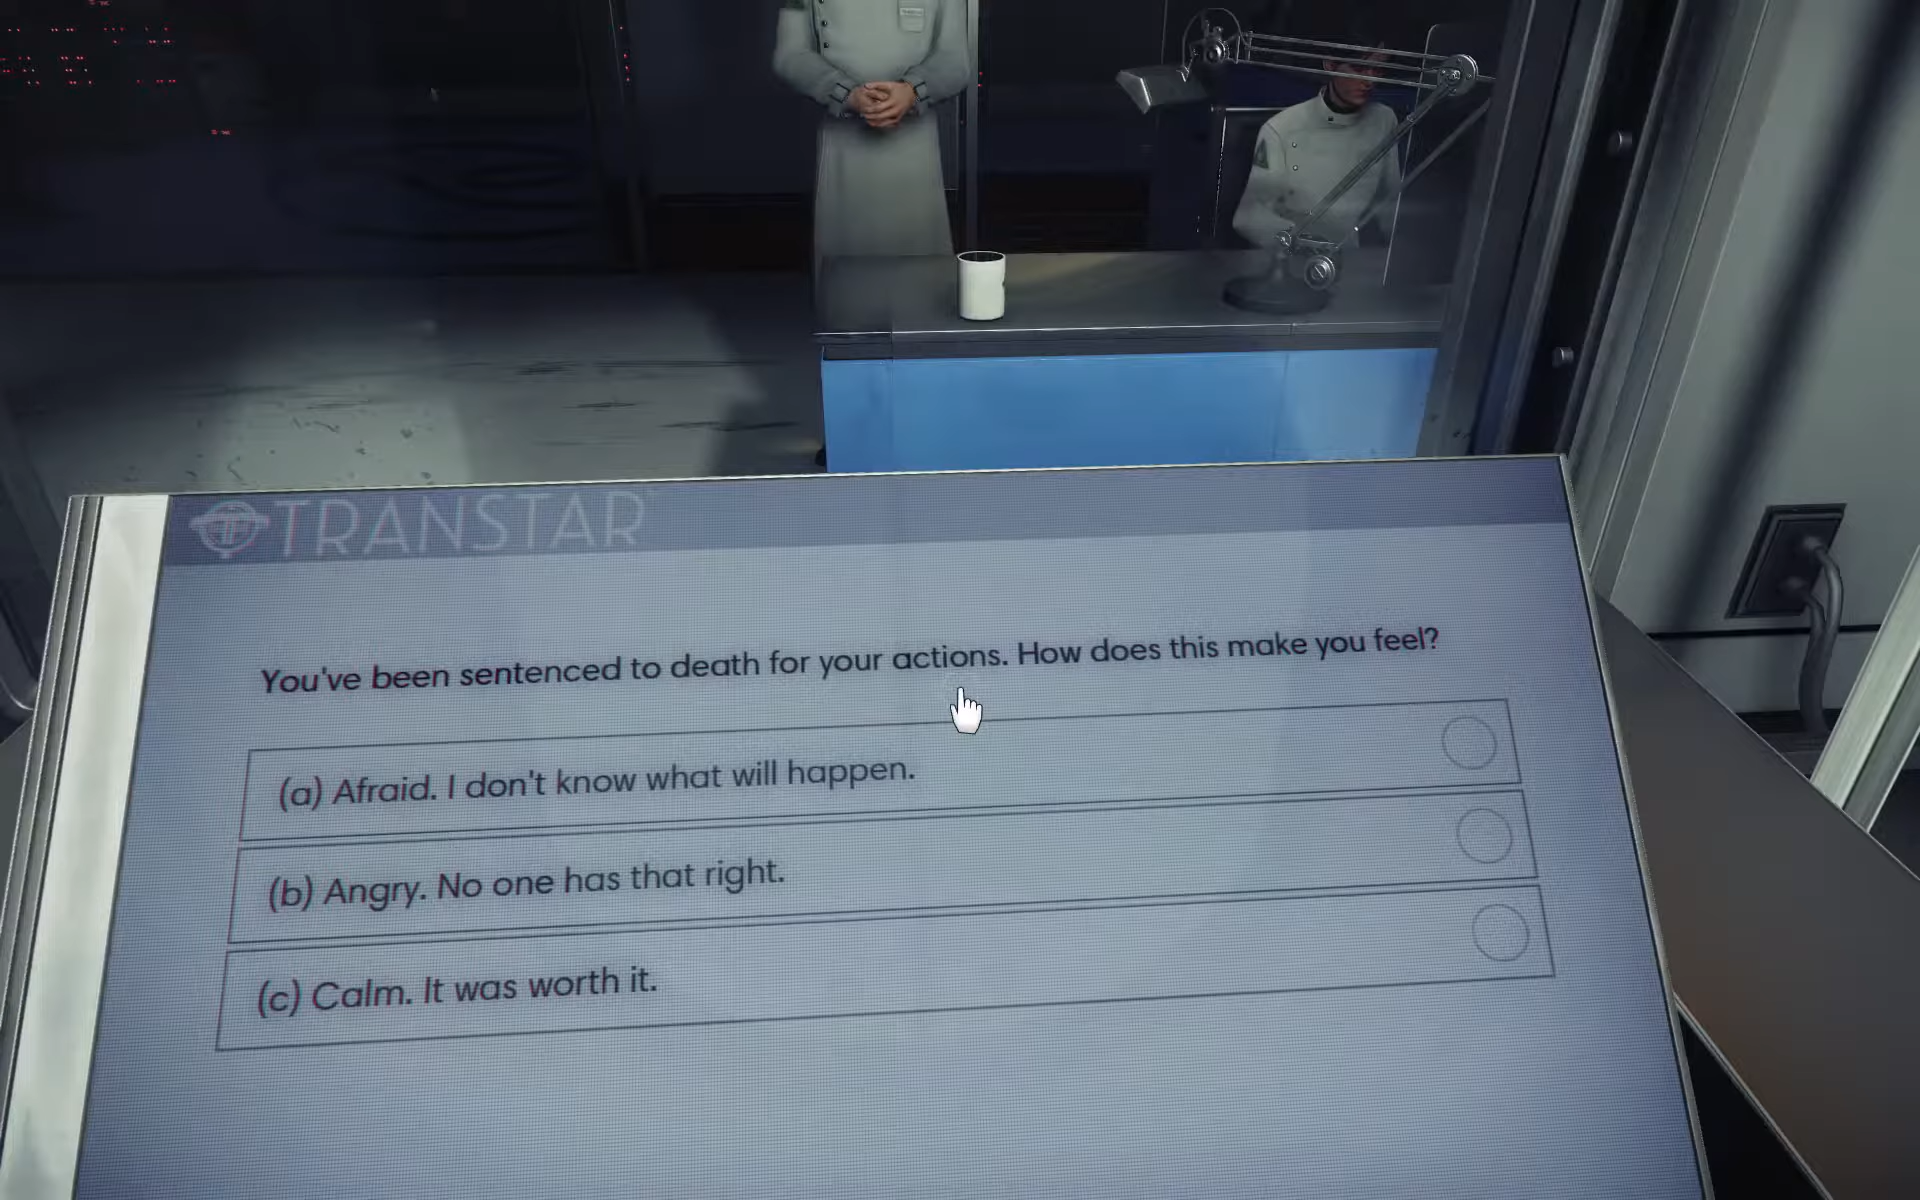 TRANSTAR
You've been sentenced to death for your actions. How does this make you feel?
(a) Afraid. I don't know what will happen.
(b) Angry. No one has that right.
(c) Calm. It was worth it.